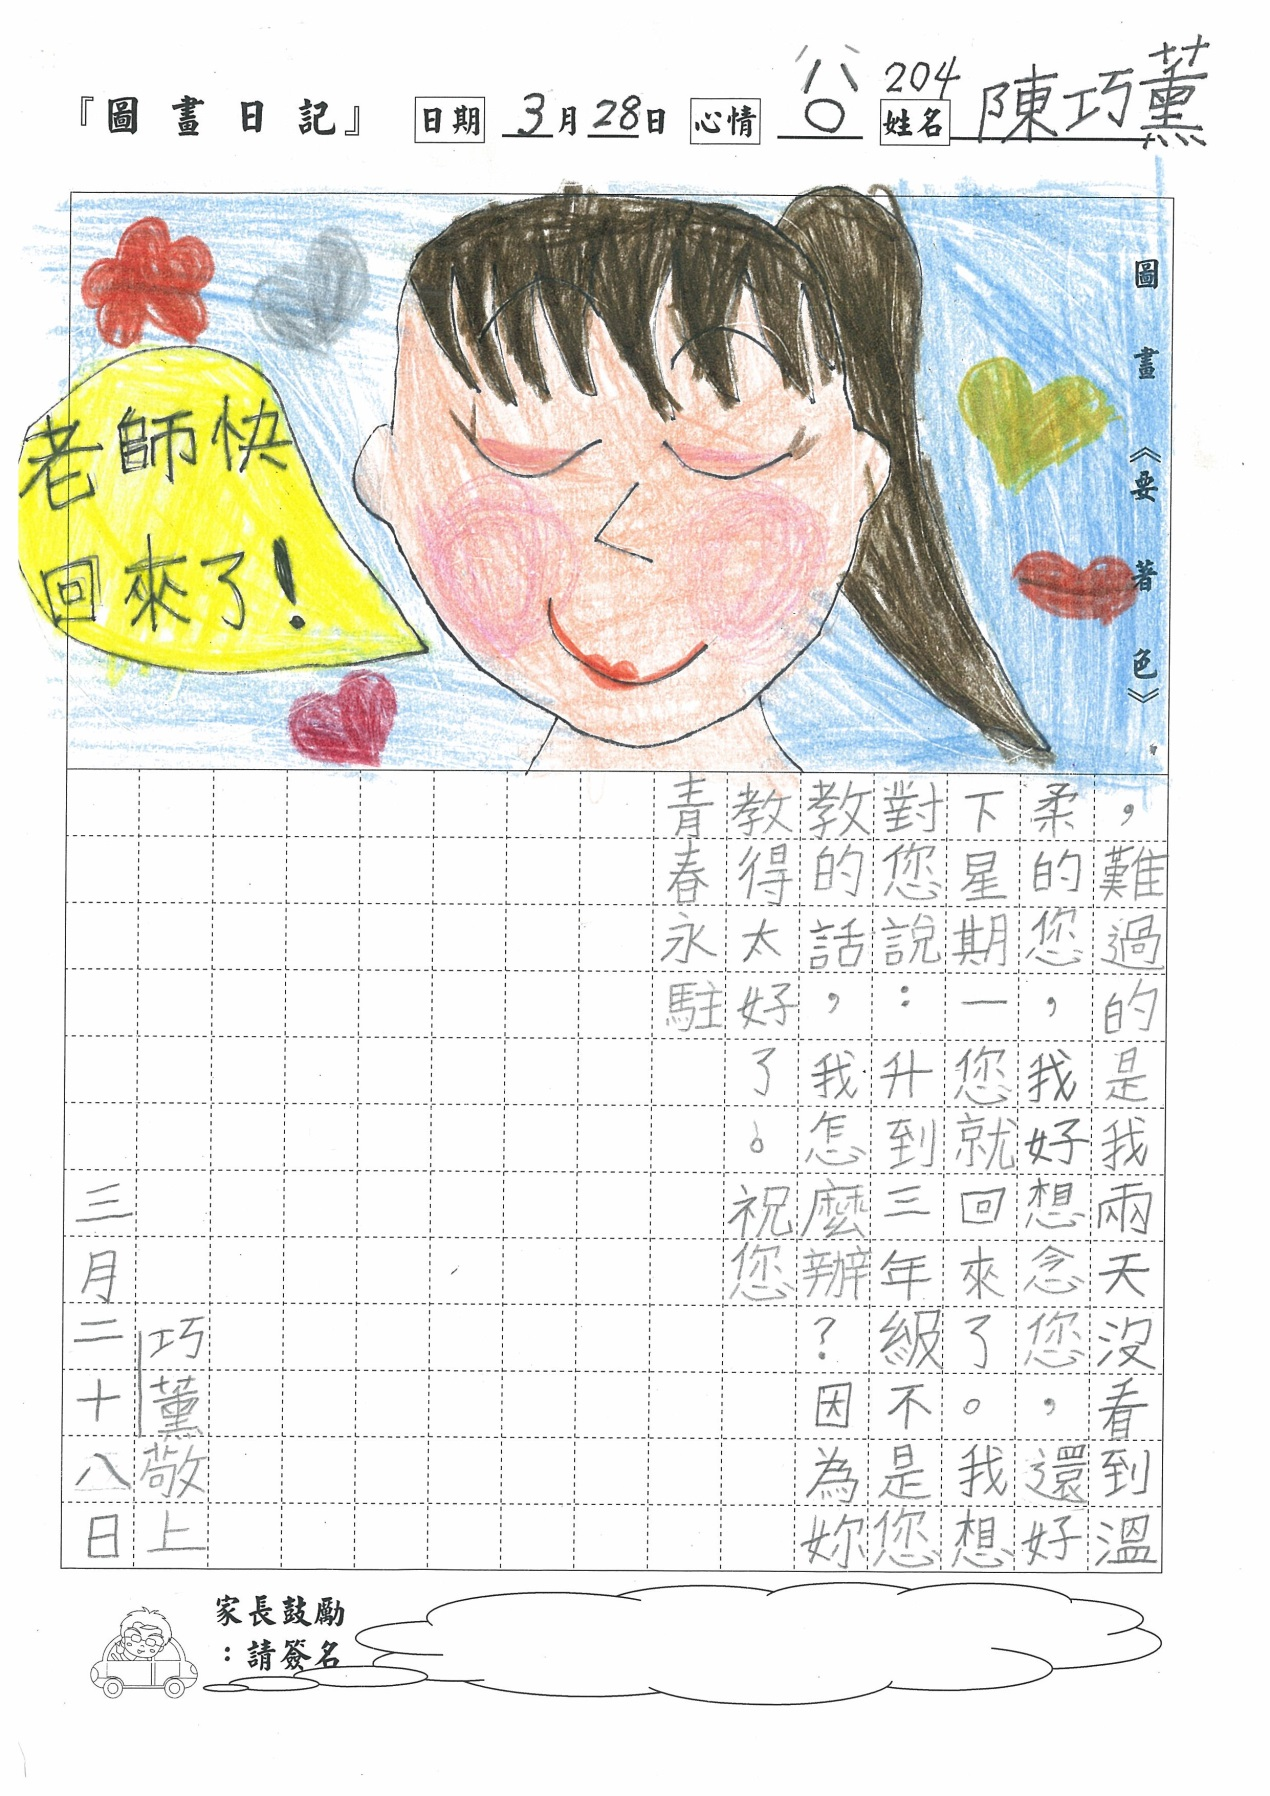 『圖畫日記』 日期 3月28日 心情 姓名 204 陳巧薰
圖畫《要著色》
老師快
回來了!
，難過的是我兩天沒看到溫
柔的您，我好想念您，還好
下星期一您就回來了。我想
對您說：升到三年級不是您
教的話，我怎麼辦？因為妳
教得太好了。祝您
青春永駐
巧薰敬上
三月二十八日
家長鼓勵
：請簽名